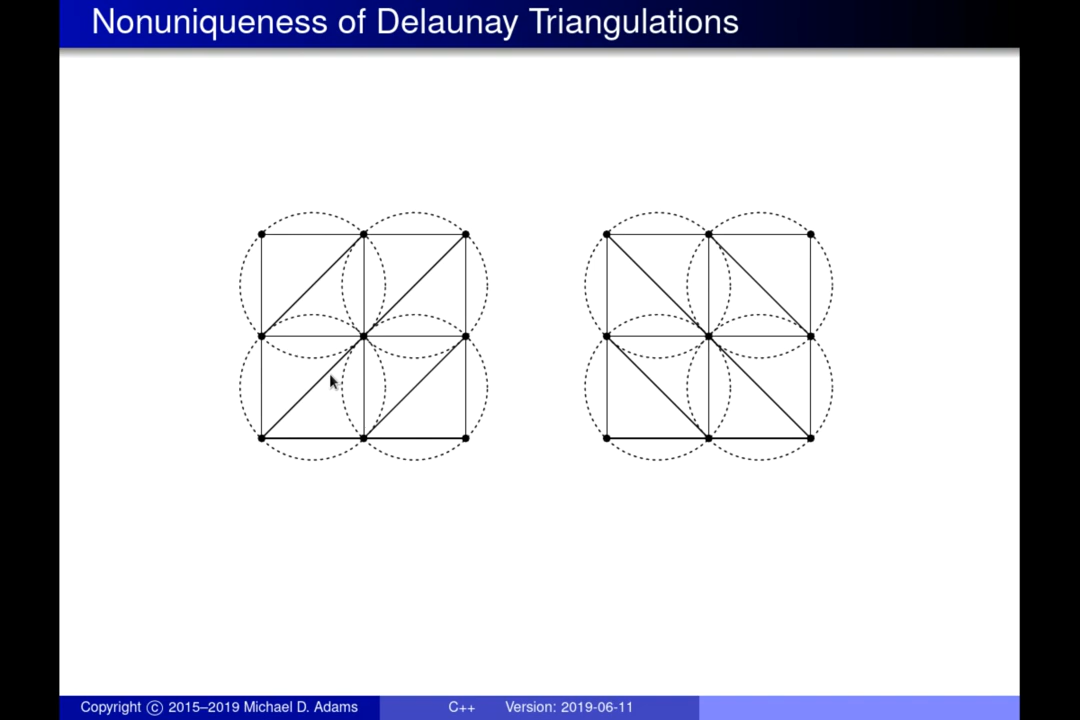 Nonuniqueness of Delaunay Triangulations
Copyright © 2015–2019 Michael D. Adams
C++
Version: 2019-06-11